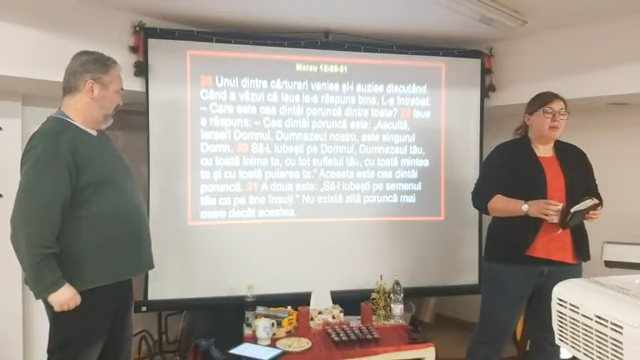 Marcu 12:28-31
28 Unul dintre cărturari venise și-i auzise discutând.
Când a văzut că Isus le-a răspuns bine, L-a întrebat:
– Care este cea dintâi poruncă dintre toate? 29 Isus
a răspuns: – Cea dintâi poruncă este: „Ascultă,
Israel! Domnul, Dumnezeul nostru, este singurul
Domn. 30 Să-L iubești pe Domnul, Dumnezeul tău,
cu toată inima ta, cu tot sufletul tău, cu toată mintea
ta și cu toată puterea ta.” Aceasta este cea dintâi
poruncă. 31 A doua este: „Să-l iubești pe semenul
tău ca pe tine însuți.” Nu există altă poruncă mai
mare decât acestea.